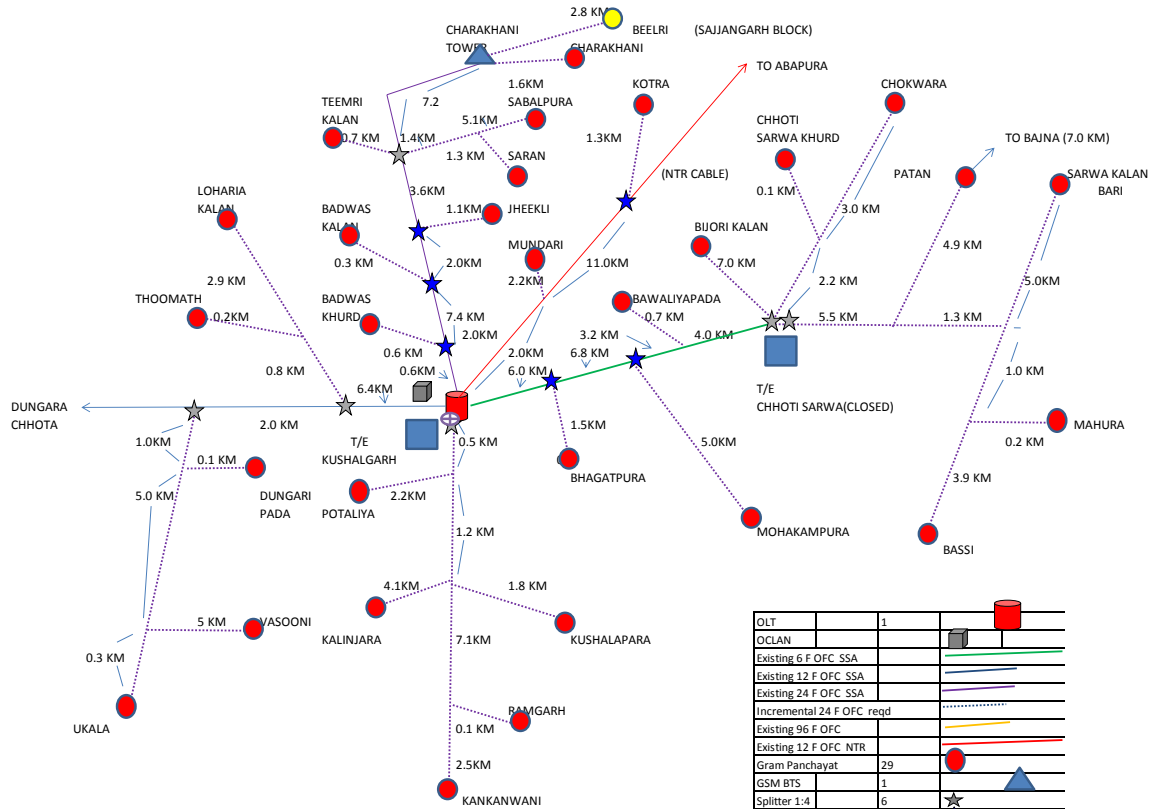 2.8 KM
BEELRI
(SAJJANGARH BLOCK)
CHARAKHANI
TOWER
CHARAKHANI
TO ABAPURA
1.6KM
KOTRA
CHOKWARA
TEEMRI
KALAN
7.2
SABALPURA
5.1KM
0.7 KM
1.4KM
1.3KM
CHHOTI
SARWA KHURD
TO BAJNA (7.0 KM)
1.3 KM
SARAN
(NTR CABLE)
PATAN
SARWA KALAN
BARI
LOHARIA
KALAN
3.6KM
0.1 KM
3.0 KM
BADWAS
KALAN
1.1KM
JHEEKLI
MUNDARI
BIJORI KALAN
4.9 KM
0.3 KM
2.0KM
11.0KM
7.0 KM
2.9 KM
2.2KM
2.2 KM
5.0KM
THOOMATH
0.2KM
BADWAS
KHURD
7.4 KM
BAWALIYAPADA
0.7 KM
5.5 KM
1.3 KM
2.0KM
3.2 KM
4.0 KM
0.6 KM
2.0KM
6.8 KM
0.8 KM
0.6KM
6.0 KM
1.0 KM
6.4KM
T/E
CHHOTI SARWA(CLOSED)
DUNGARA
CHHOTA
2.0 KM
T/E
KUSHALGARH
0.5 KM
1.5KM
5.0KM
MAHURA
0.2 KM
1.0KM
0.1 KM
DUNGARI
PADA
BHAGATPURA
3.9 KM
5.0 KM
2.2KM
POTALIYA
MOHAKAMPURA
1.2 KM
BASSI
4.1KM
1.8 KM
5 KM
VASOONI
KALINJARA
KUSHALAPARA
7.1KM
0.3 KM
RAMGARH
UKALA
0.1 KM
2.5KM
KANKANWANI
OLT 1
OCLAN
Existing 6 F OFC SSA
Existing 12 F OFC SSA
Existing 24 F OFC SSA
Incremental 24 F OFC reqd
Existing 96 F OFC
Existing 12 F OFC NTR
Gram Panchayat 29
GSM BTS 1
Splitter 1:4 6